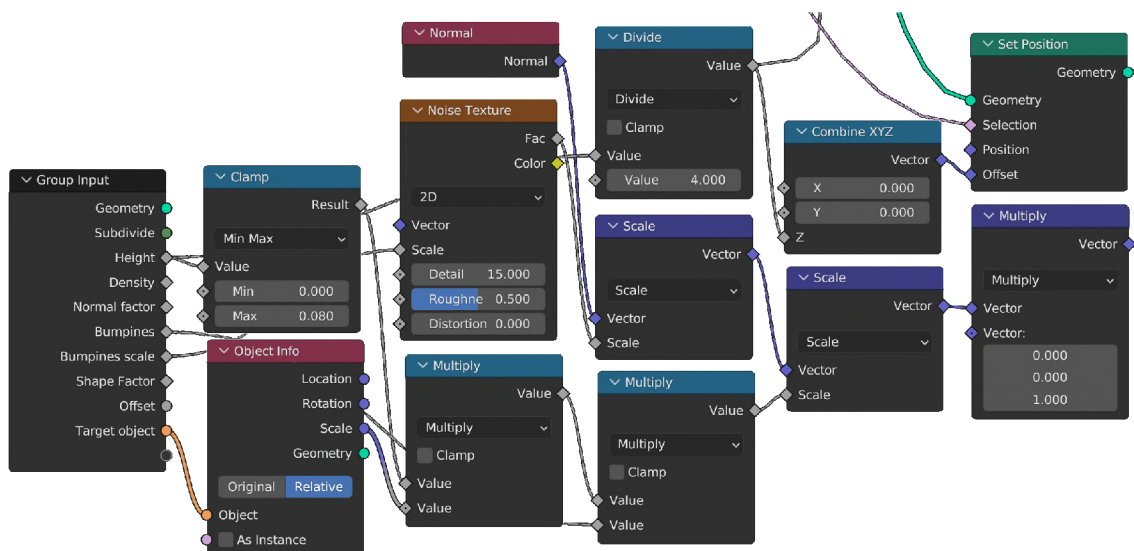 Group Input
Geometry
Subdivide
Height
Density
Normal factor
Bumpines
Bumpines scale
Shape Factor
Offset
Target object
Clamp
Result
Min Max
Value
Min 0.000
Max 0.080
Object Info
Location
Rotation
Scale
Geometry
Original Relative
Object
As Instance
Normal
Normal
Noise Texture
Fac
Color
2D
Vector
Scale
Detail 15.000
Roughne 0.500
Distortion 0.000
Multiply
Value
Multiply
Clamp
Value
Value
Divide
Value
Divide
Clamp
Value
Value 4.000
Scale
Vector
Scale
Vector
Scale
Multiply
Value
Multiply
Clamp
Value
Value
Combine XYZ
Vector
X 0.000
Y 0.000
Z
Scale
Vector
Scale
Vector
Scale
Set Position
Geometry
Geometry
Selection
Position
Offset
Multiply
Vector
Multiply
Vector
Vector:
0.000
0.000
1.000